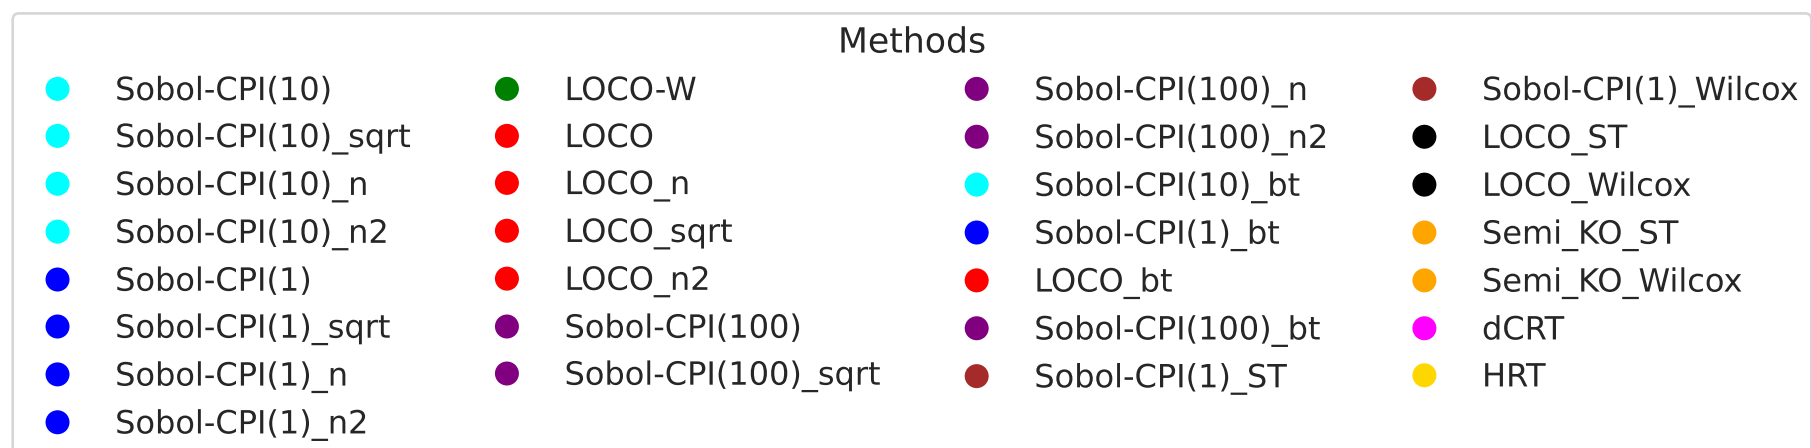 Methods
Sobol-CPI(10)
Sobol-CPI(10)_sqrt
Sobol-CPI(10)_n
Sobol-CPI(10)_n2
Sobol-CPI(1)
Sobol-CPI(1)_sqrt
Sobol-CPI(1)_n
Sobol-CPI(1)_n2
LOCO-W
LOCO
LOCO_n
LOCO_sqrt
LOCO_n2
Sobol-CPI(100)
Sobol-CPI(100)_sqrt
Sobol-CPI(100)_n
Sobol-CPI(100)_n2
Sobol-CPI(10)_bt
Sobol-CPI(1)_bt
LOCO_bt
Sobol-CPI(100)_bt
Sobol-CPI(1)_ST
Sobol-CPI(1)_Wilcox
LOCO_ST
LOCO_Wilcox
Semi_KO_ST
Semi_KO_Wilcox
dCRT
HRT